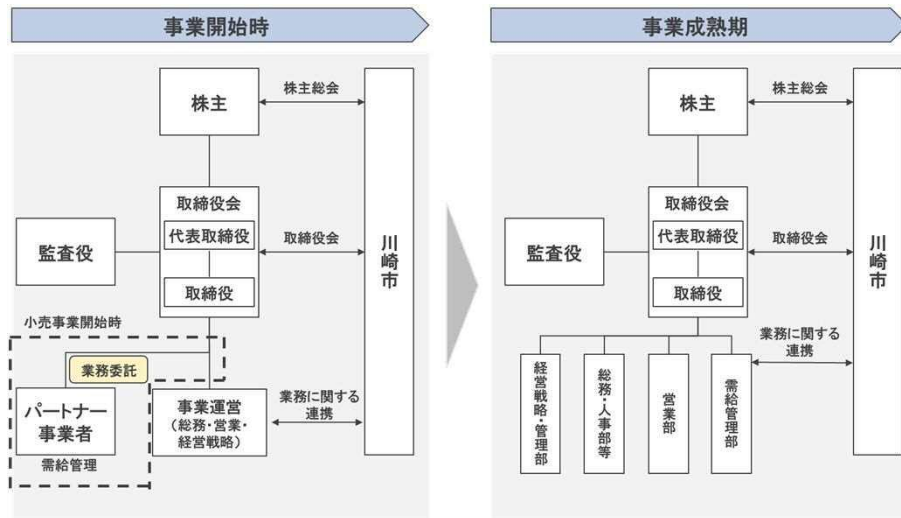 事業開始時
株主
株主総会
取締役会
代表取締役
取締役
監査役
取締役会
川崎市
小売事業開始時
業務委託
パートナー
事業者
需給管理
事業運営
(総務・営業・
経営戦略)
業務に関する
連携
事業成熟期
株主
株主総会
取締役会
代表取締役
取締役
監査役
取締役会
川崎市
業務に関する
連携
経営戦略・管理部
総務・人事部等
営業部
需給管理部